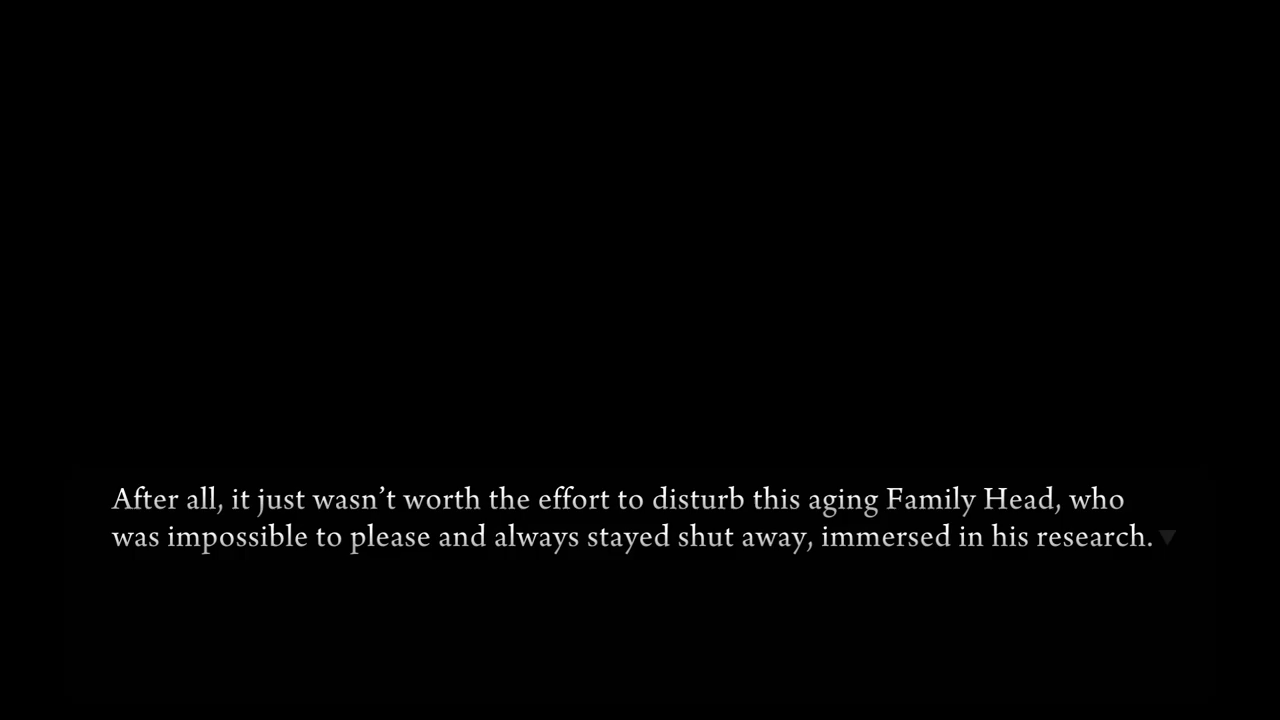 After all, it just wasn’t worth the effort to disturb this aging Family Head, who
was impossible to please and always stayed shut away, immersed in his research.